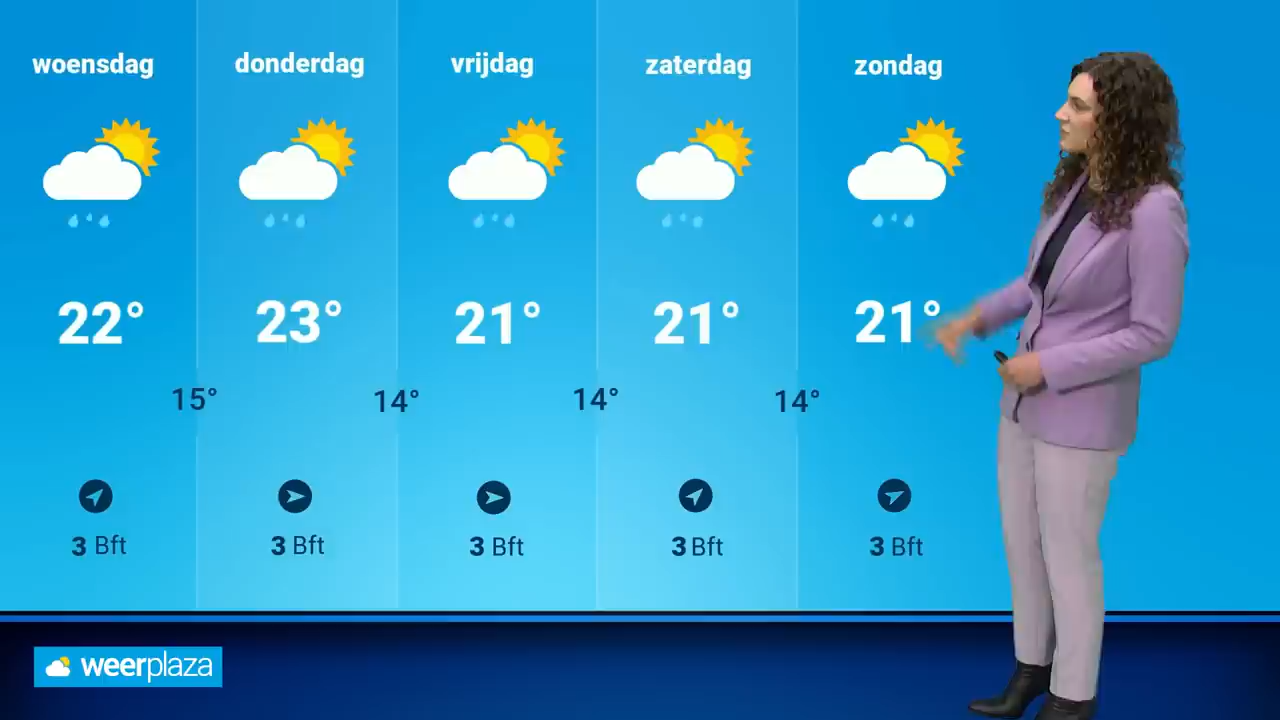 woensdag donderdag vrijdag zaterdag zondag
22° 23° 21° 21° 21°
15° 14° 14° 14°
3 Bft 3 Bft 3 Bft 3 Bft 3 Bft
weerplaza